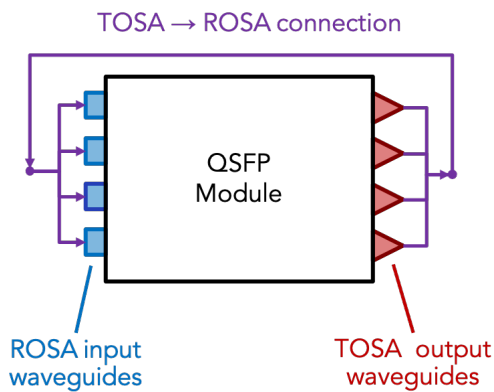 TOSA → ROSA connection
QSFP
Module
ROSA input
waveguides
TOSA output
waveguides